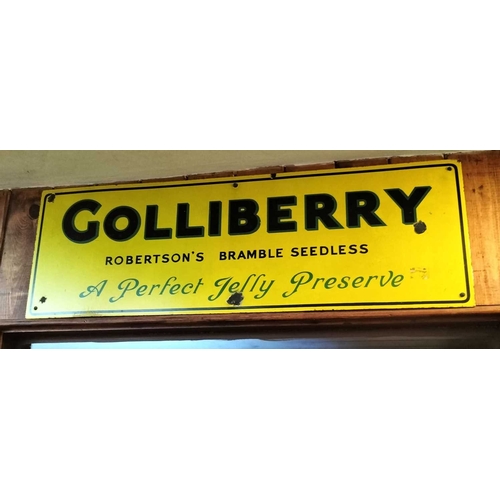 GOLLIBERRY
ROBERTSON'S BRAMBLE SEEDLESS
A Perfect Jelly Preserve